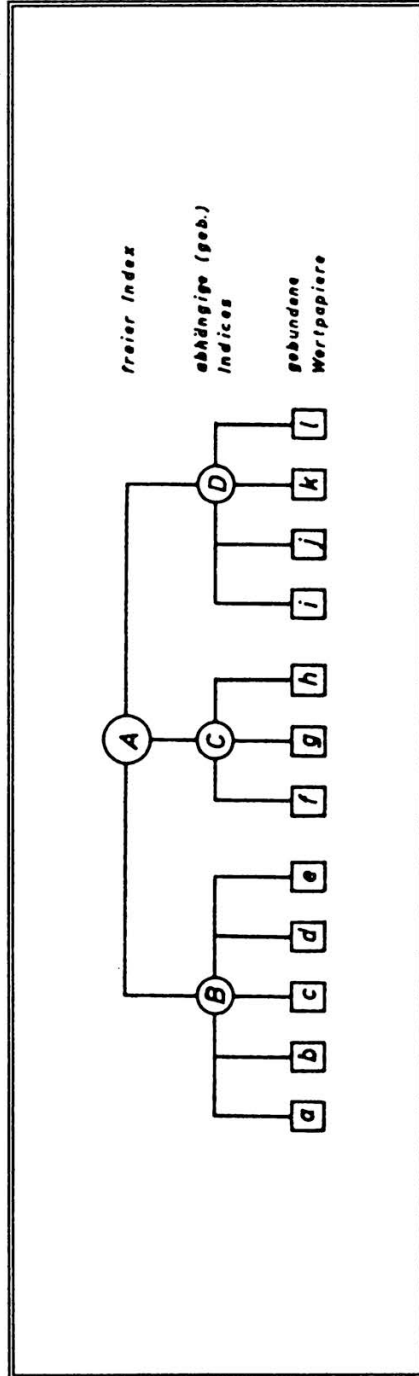 A
freier Index
B
C
D
abhängige (geb.)
Indices
a
b
c
d
e
f
g
h
i
j
k
l
gebundene
Wertpapiere